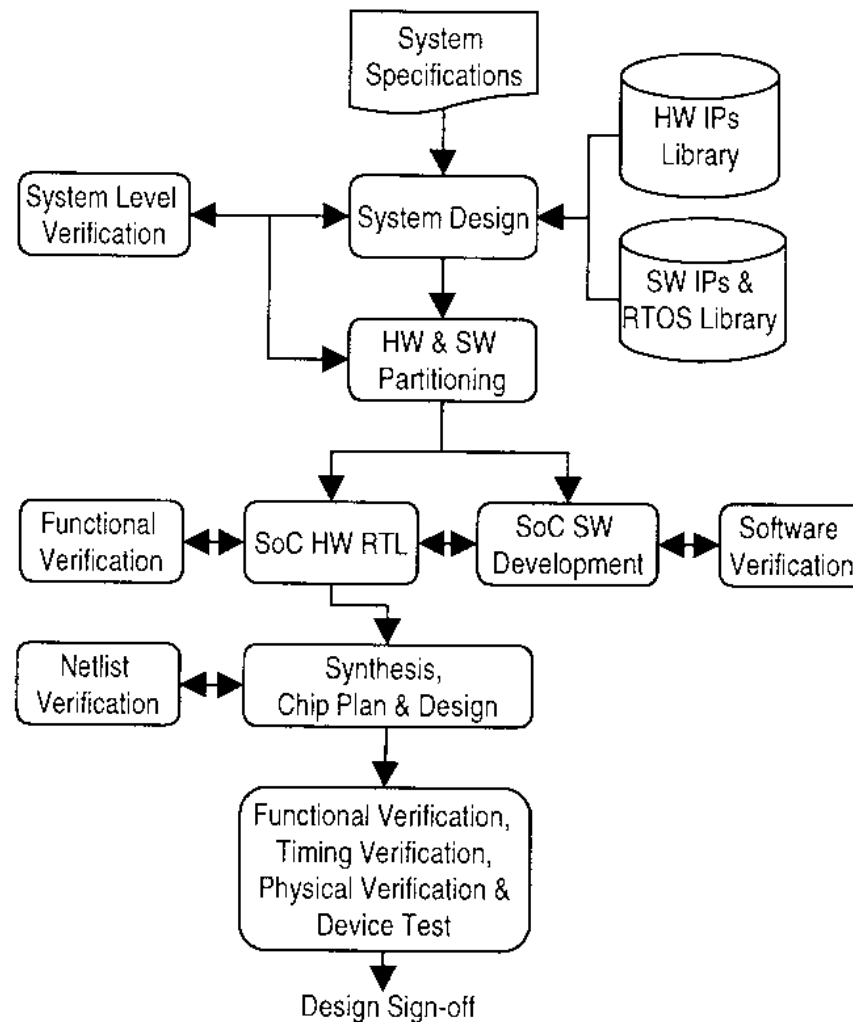 System
Specifications
HW IPs
Library
System Level
Verification
System Design
SW IPs &
RTOS Library
HW & SW
Partitioning
Functional
Verification
SoC HW RTL
SoC SW
Development
Software
Verification
Netlist
Verification
Synthesis,
Chip Plan & Design
Functional Verification,
Timing Verification,
Physical Verification &
Device Test
Design Sign-off